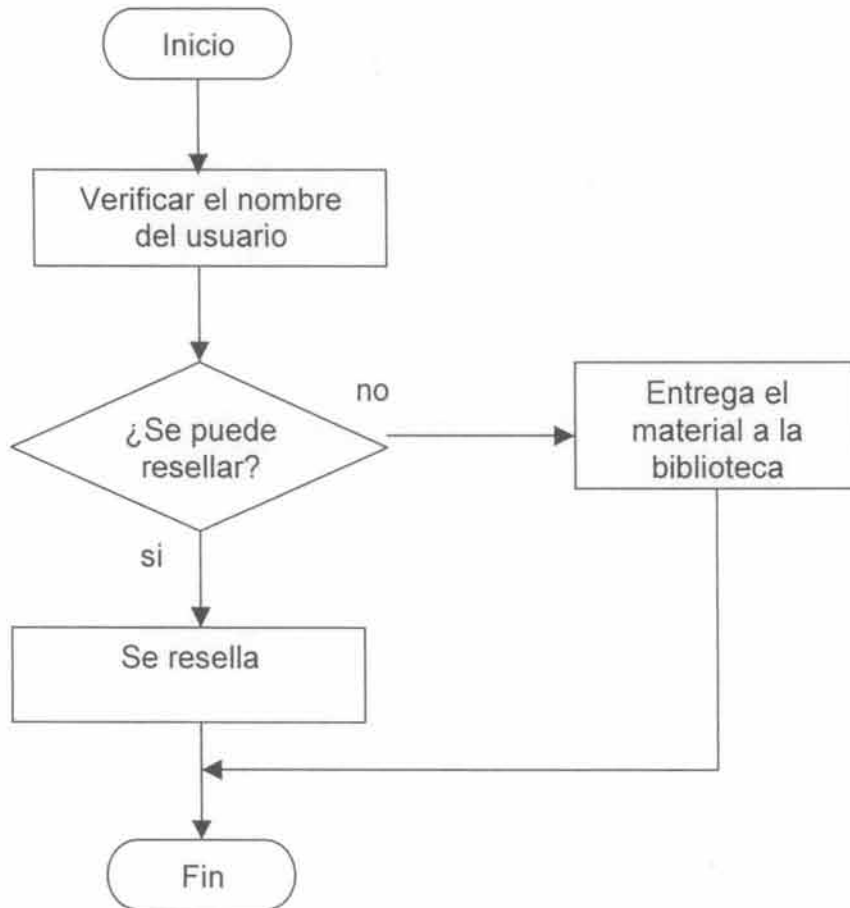 Inicio
Verificar el nombre
del usuario
¿Se puede
resellar?
no
Entrega el
material a la
biblioteca
si
Se resella
Fin